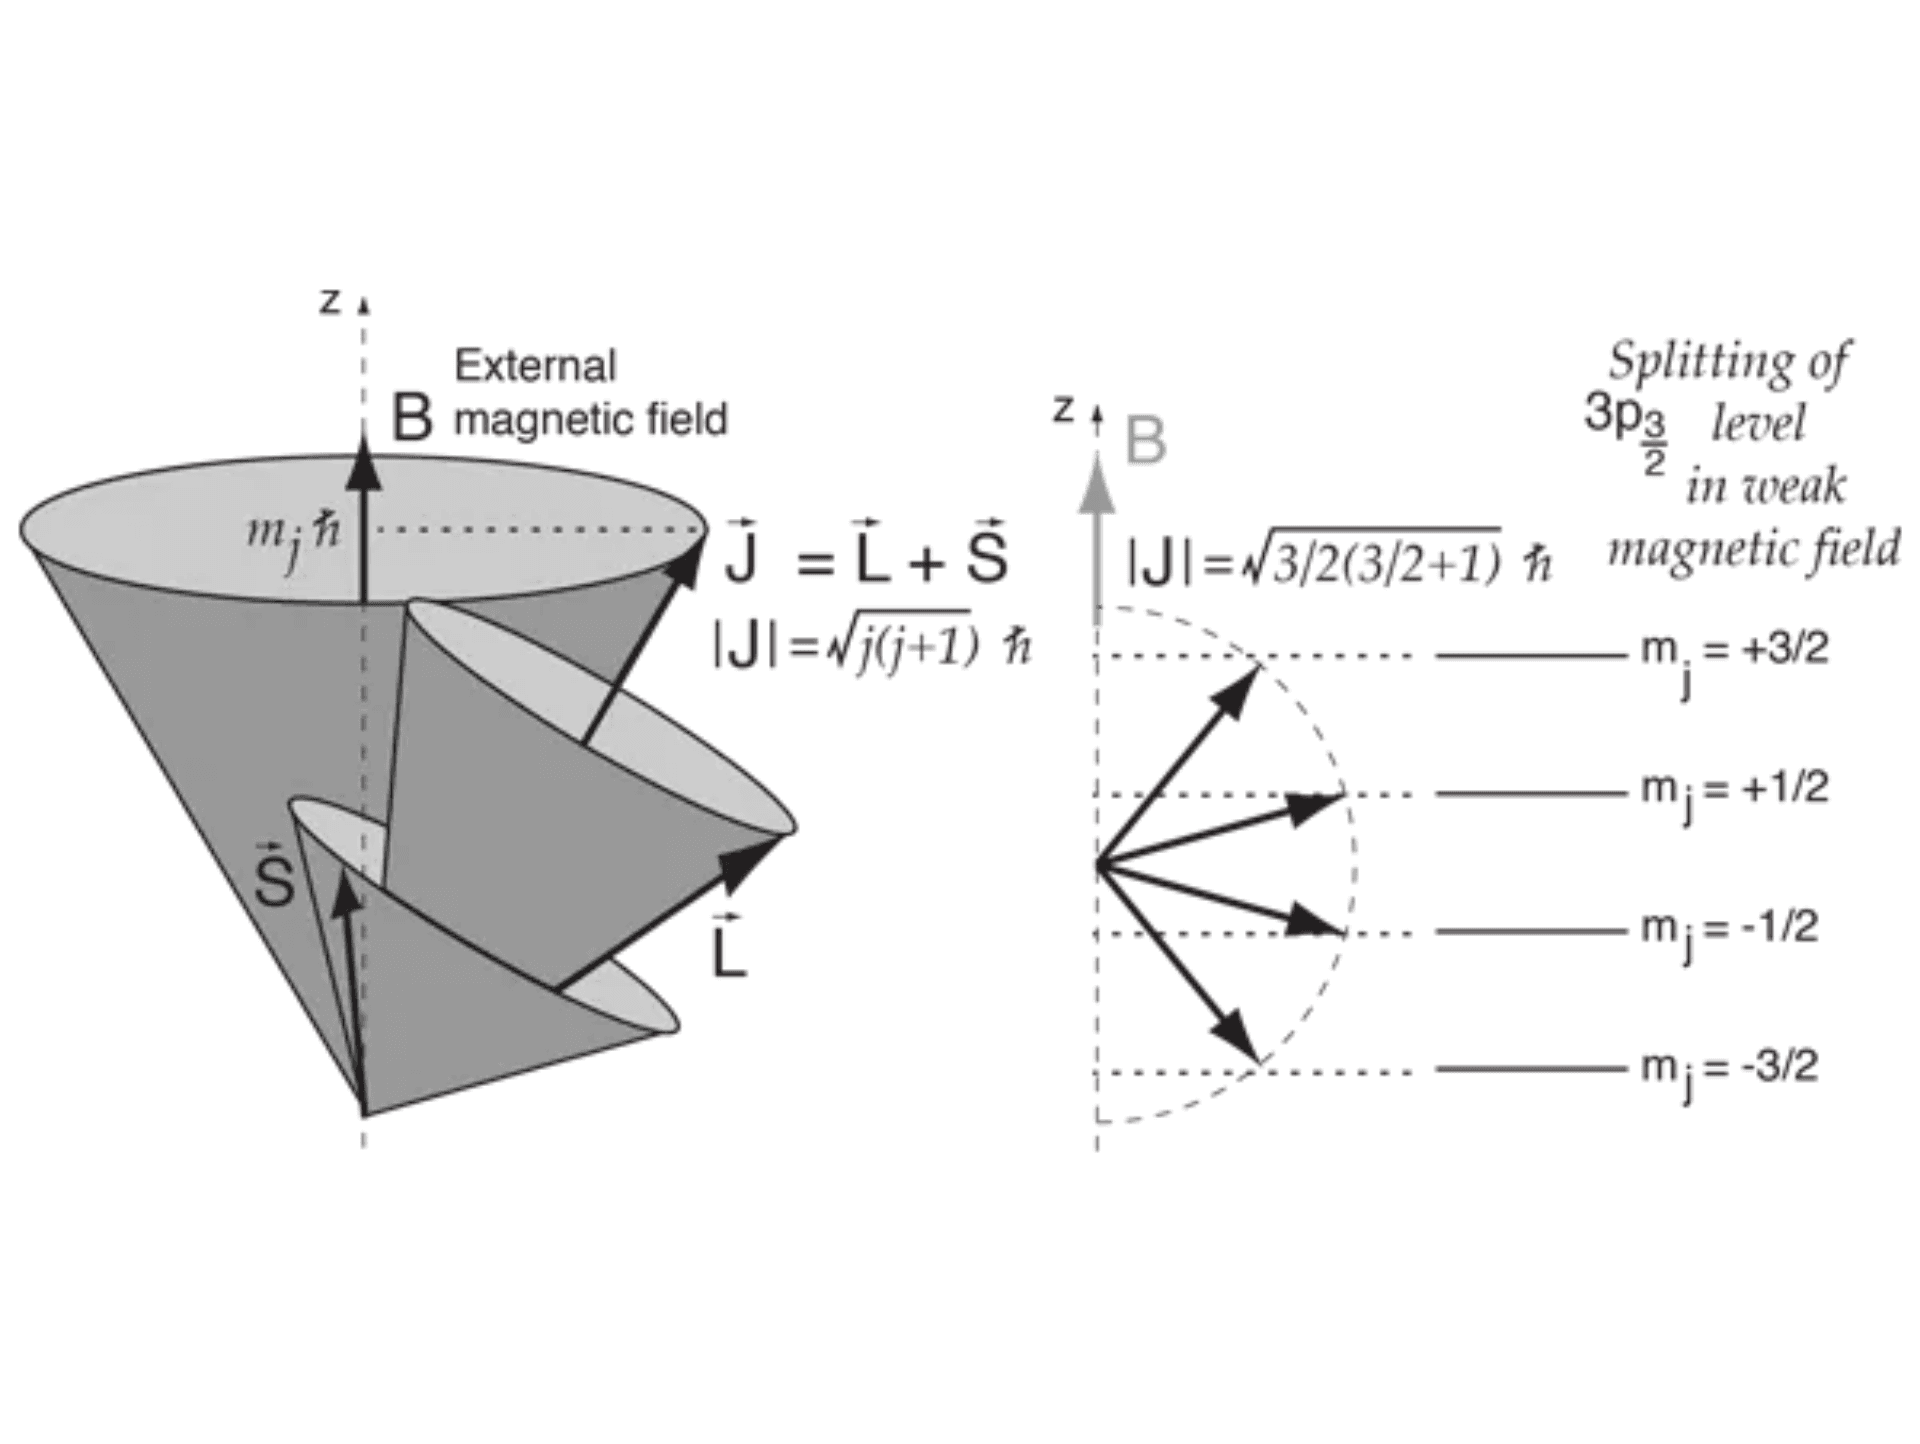 z
External
B magnetic field
m_j ħ
J⃗ = L⃗ + S⃗
|J| = √j(j+1) ħ
S⃗
L⃗
z
B
|J| = √3/2(3/2+1) ħ
Splitting of
3p_3/2 level
in weak
magnetic field
m_j = +3/2
m_j = +1/2
m_j = -1/2
m_j = -3/2